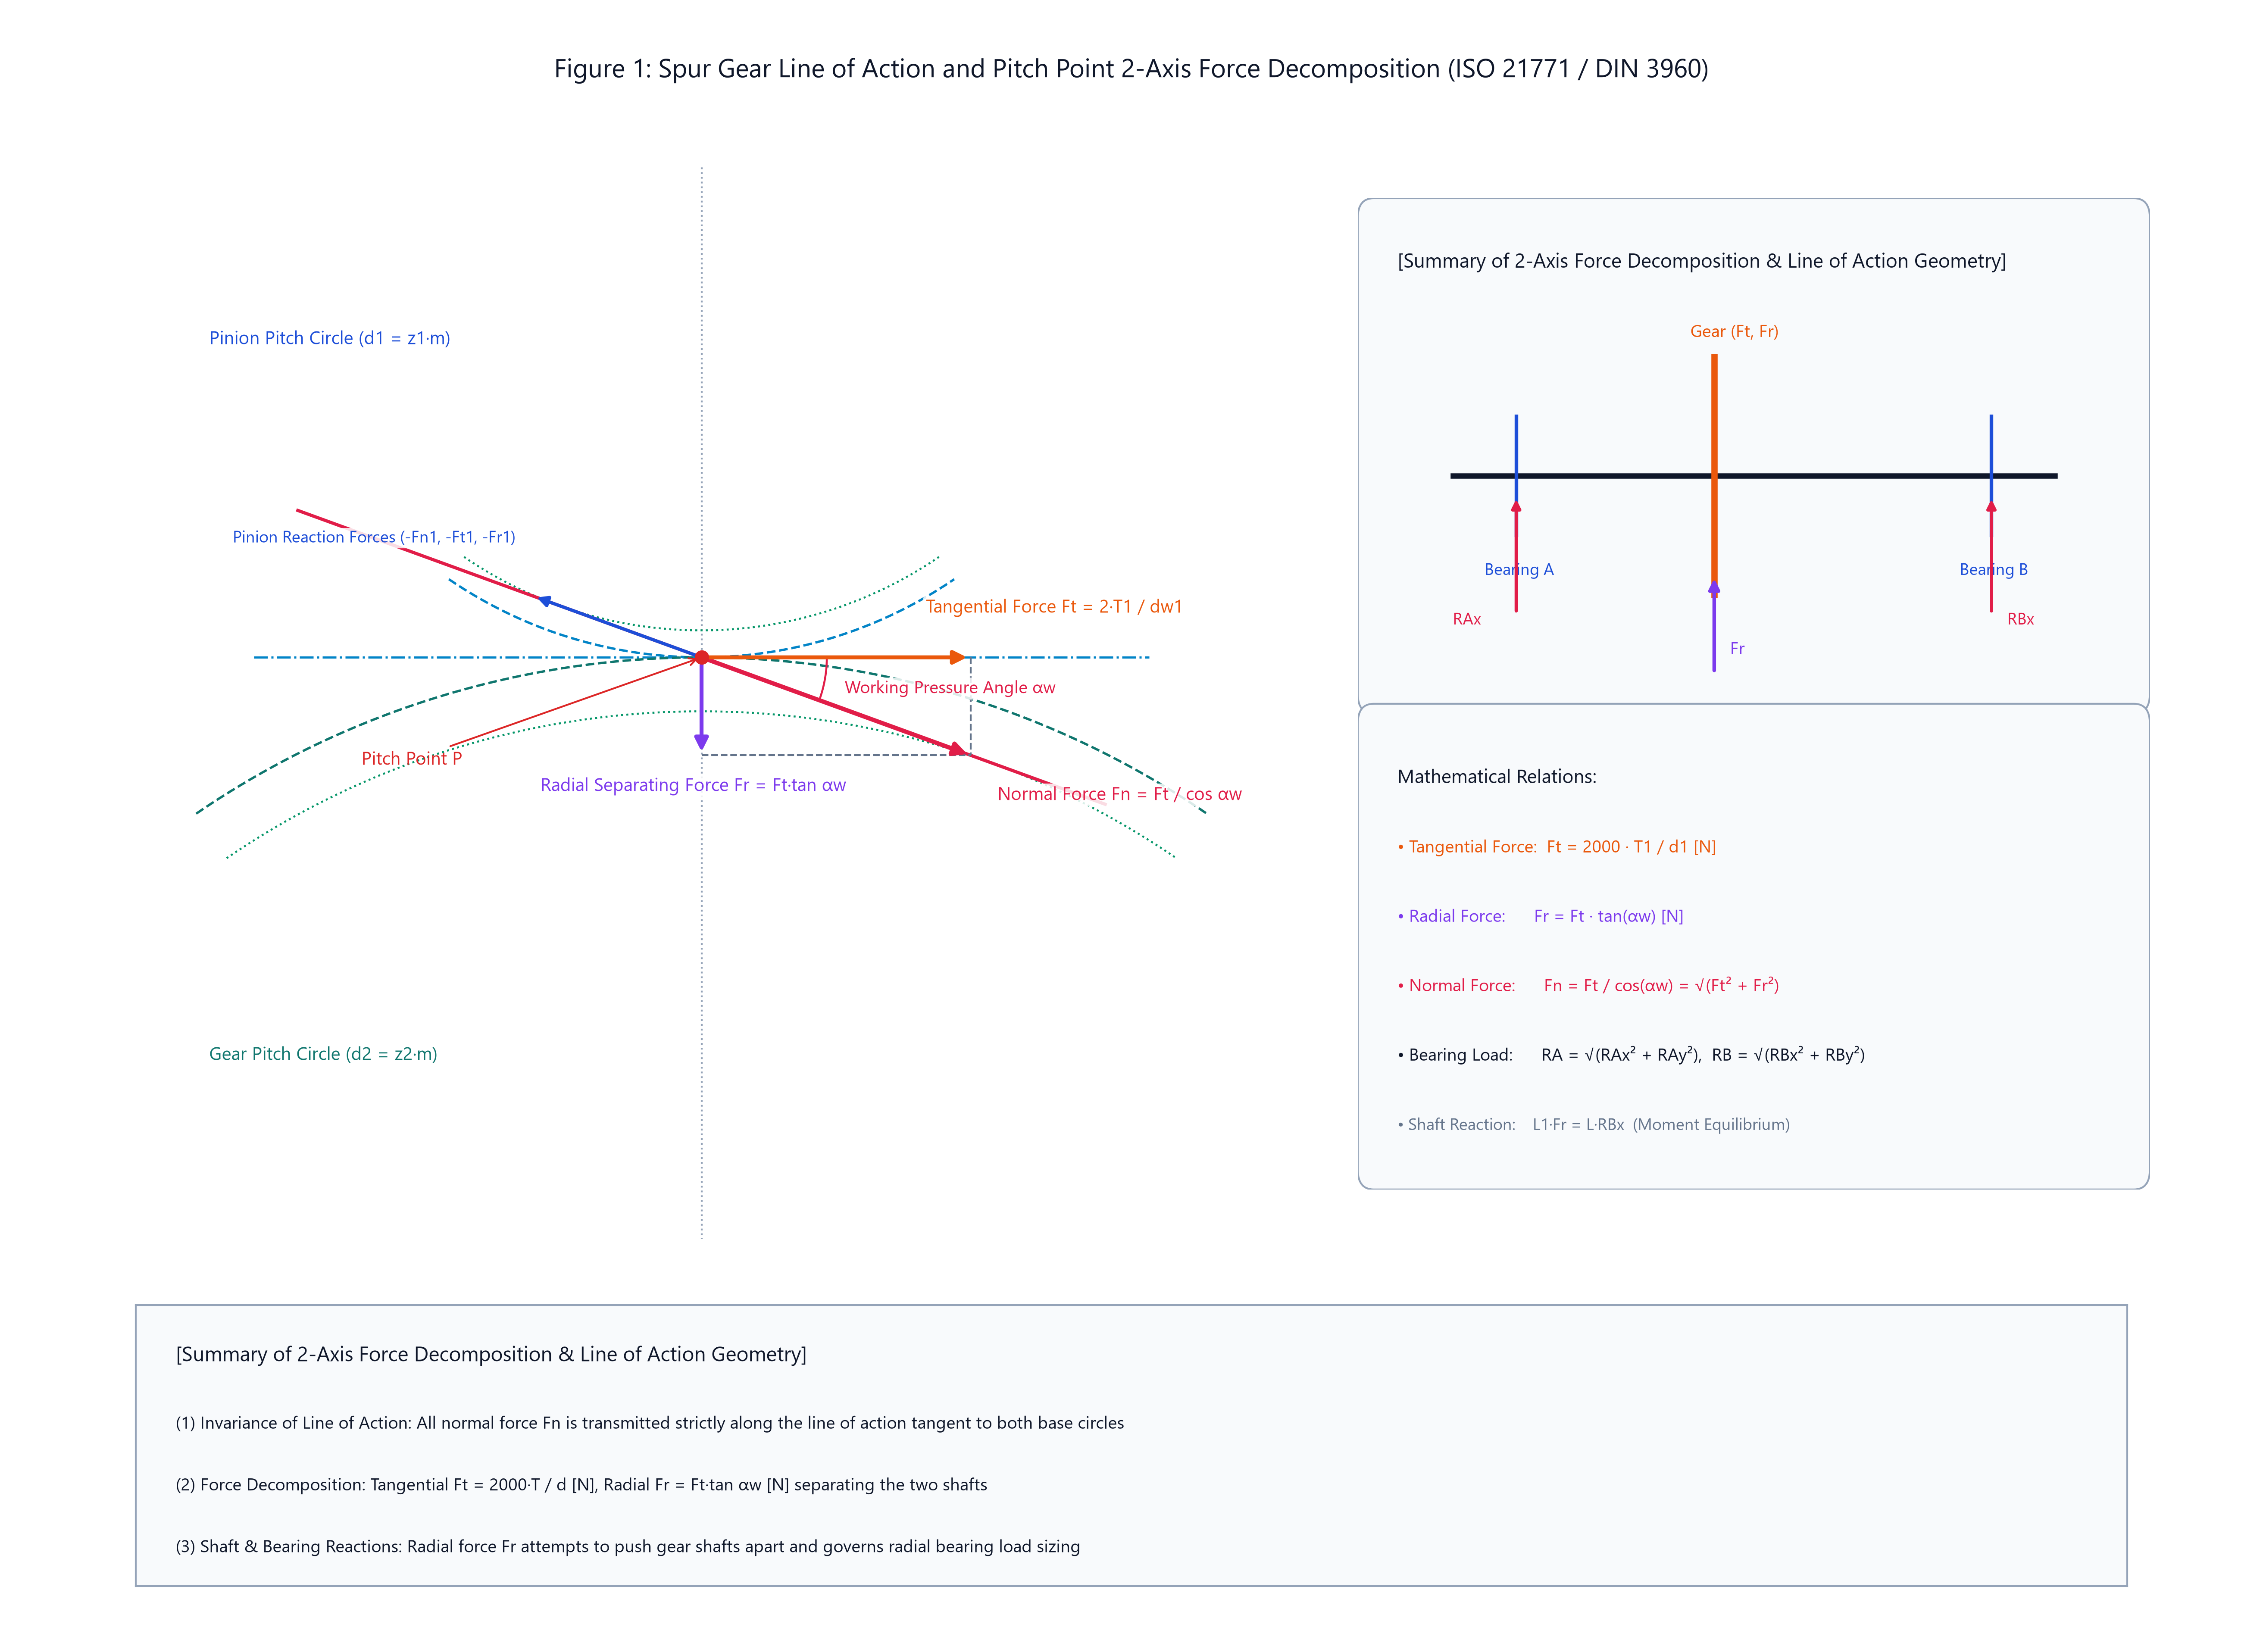 Figure 1: Spur Gear Line of Action and Pitch Point 2-Axis Force Decomposition (ISO 21771 / DIN 3960)
Pinion Pitch Circle (d1 = z1·m)
Pinion Reaction Forces (-Fn1, -Ft1, -Fr1)
Tangential Force Ft = 2·T1 / dw1
Working Pressure Angle αw
Pitch Point P
Radial Separating Force Fr = Ft·tan αw
Normal Force Fn = Ft / cos αw
Gear Pitch Circle (d2 = z2·m)
[Summary of 2-Axis Force Decomposition & Line of Action Geometry]
Gear (Ft, Fr)
Bearing A
Bearing B
RAx
RBx
Fr
Mathematical Relations:
• Tangential Force: Ft = 2000 · T1 / d1 [N]
• Radial Force: Fr = Ft · tan(αw) [N]
• Normal Force: Fn = Ft / cos(αw) = √(Ft² + Fr²)
• Bearing Load: RA = √(RAx² + RAy²), RB = √(RBx² + RBy²)
• Shaft Reaction: L1·Fr = L·RBx (Moment Equilibrium)
[Summary of 2-Axis Force Decomposition & Line of Action Geometry]
(1) Invariance of Line of Action: All normal force Fn is transmitted strictly along the line of action tangent to both base circles
(2) Force Decomposition: Tangential Ft = 2000·T / d [N], Radial Fr = Ft·tan αw [N] separating the two shafts
(3) Shaft & Bearing Reactions: Radial force Fr attempts to push gear shafts apart and governs radial bearing load sizing